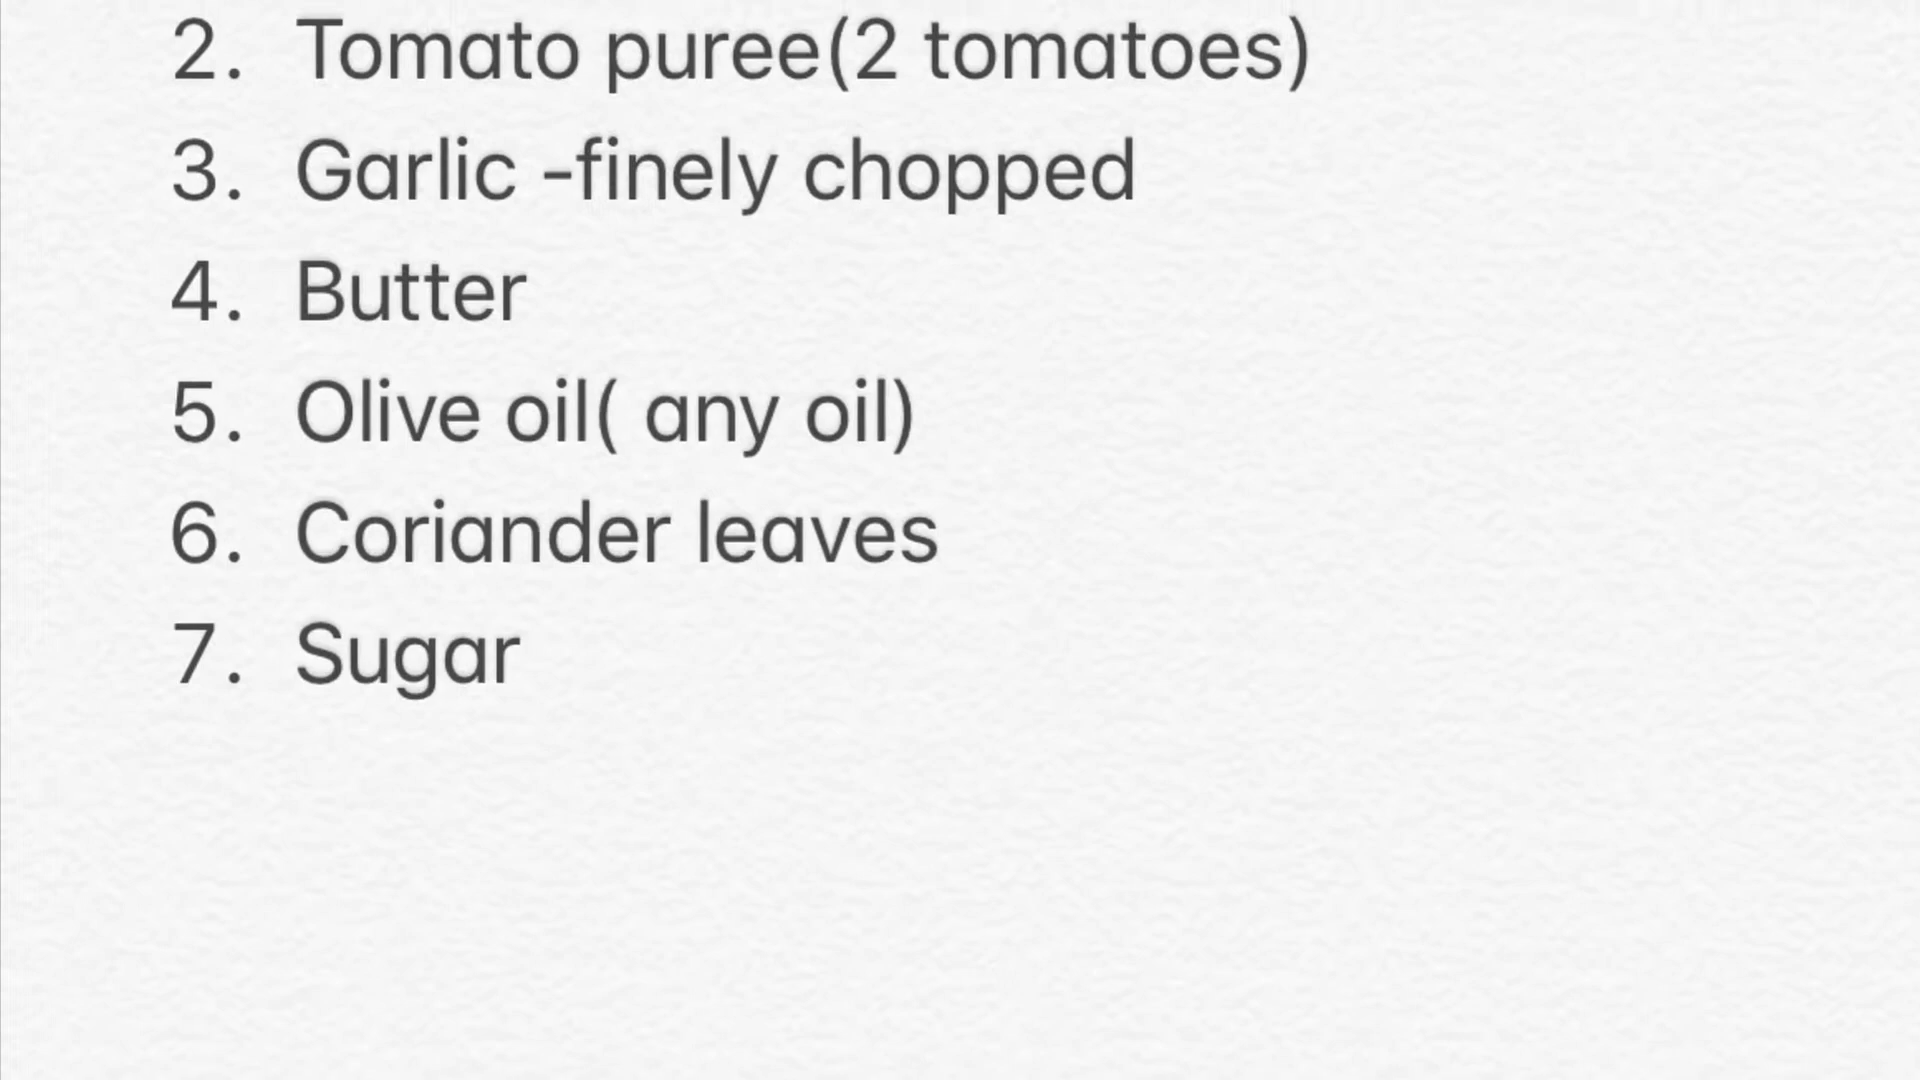 2. Tomato puree(2 tomatoes)
3. Garlic -finely chopped
4. Butter
5. Olive oil( any oil)
6. Coriander leaves
7. Sugar